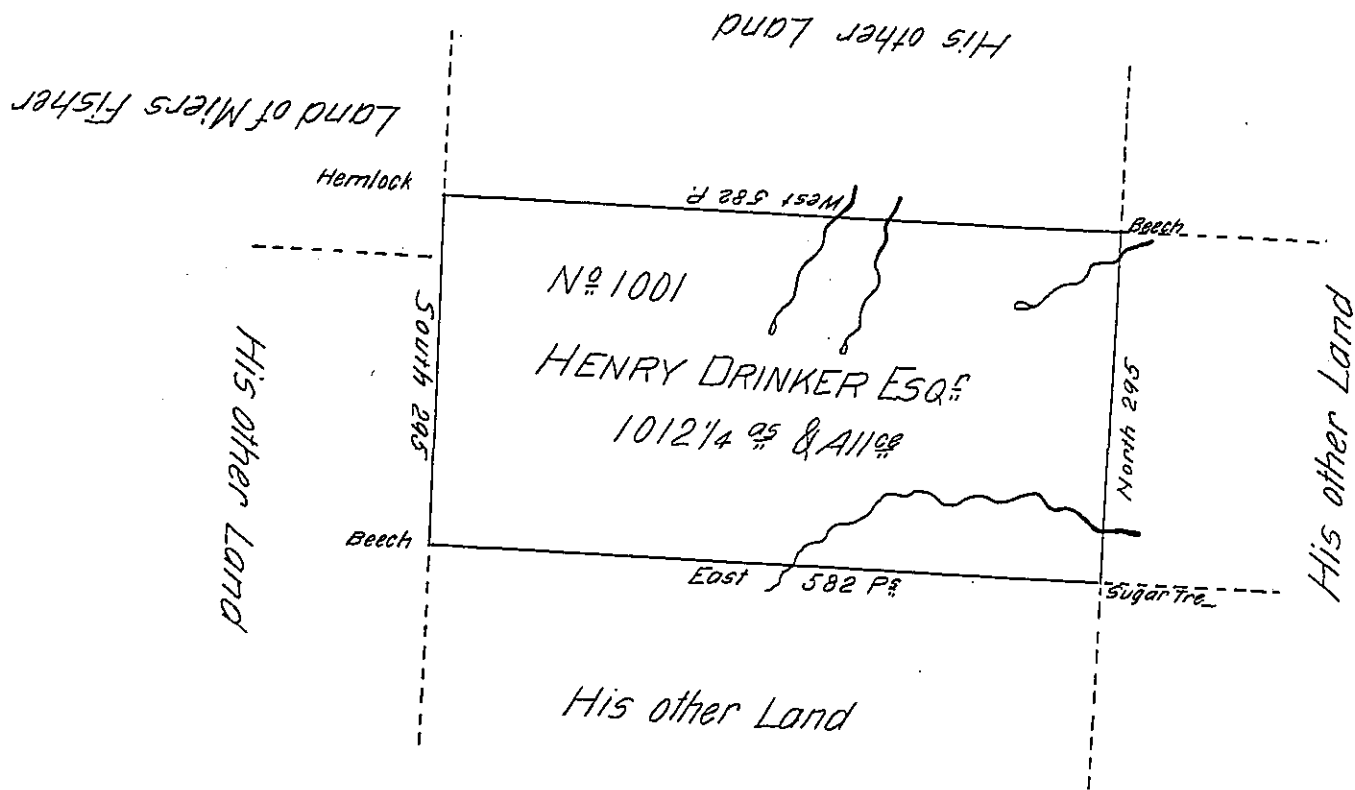 His other Land
Land of Miers Fisher
Hemlock
West 582 P.
Beech
Nº 1001
South 295
HENRY DRINKER ESQr
1012 1/4 as & Allce
North 295
His other Land
His other Land
Beech
East 582 Ps
Sugar Tre_
His other Land